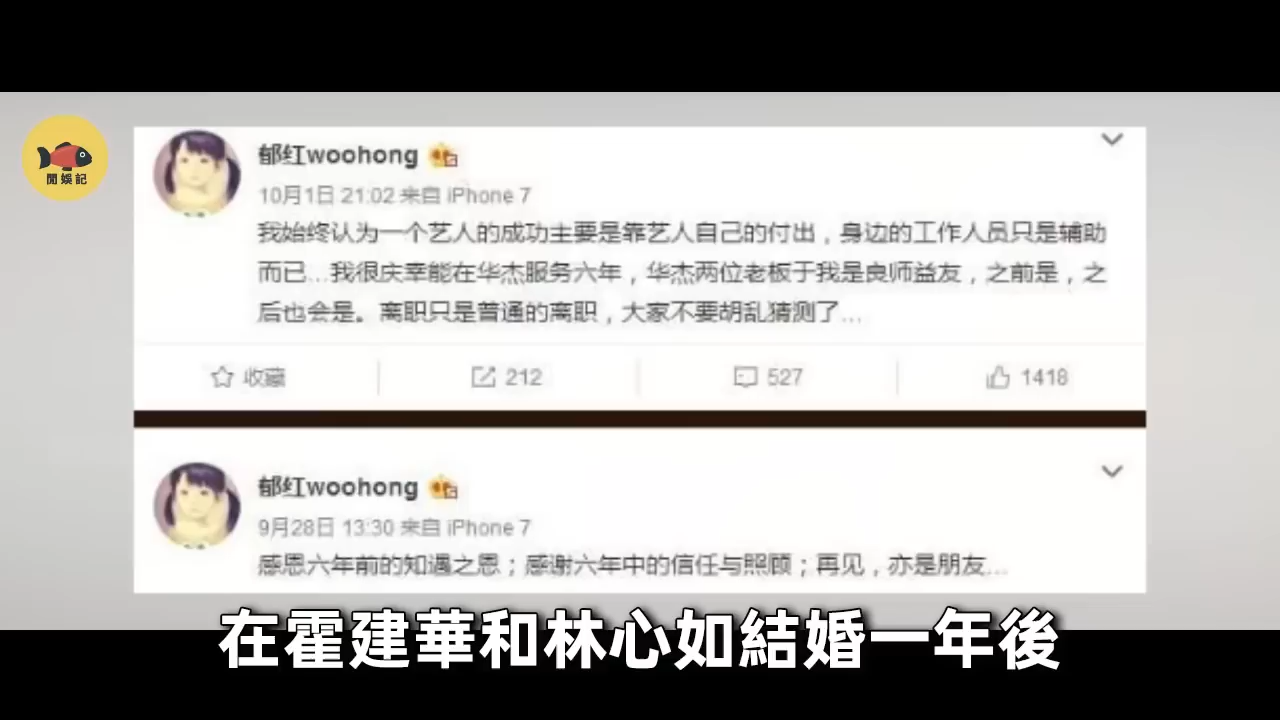 閒娛記
郁红woohong
10月1日 21:02 来自 iPhone 7
我始终认为一个艺人的成功主要是靠艺人自己的付出，身边的工作人员只是辅助
而已...我很庆幸能在华杰服务六年，华杰两位老板于我是良师益友，之前是，之
后也会是。离职只是普通的离职，大家不要胡乱猜测了...
收藏
212
527
1418
郁红woohong
9月28日 13:30 来自 iPhone 7
感恩六年前的知遇之恩；感谢六年中的信任与照顾；再见，亦是朋友...
在霍建華和林心如結婚一年後